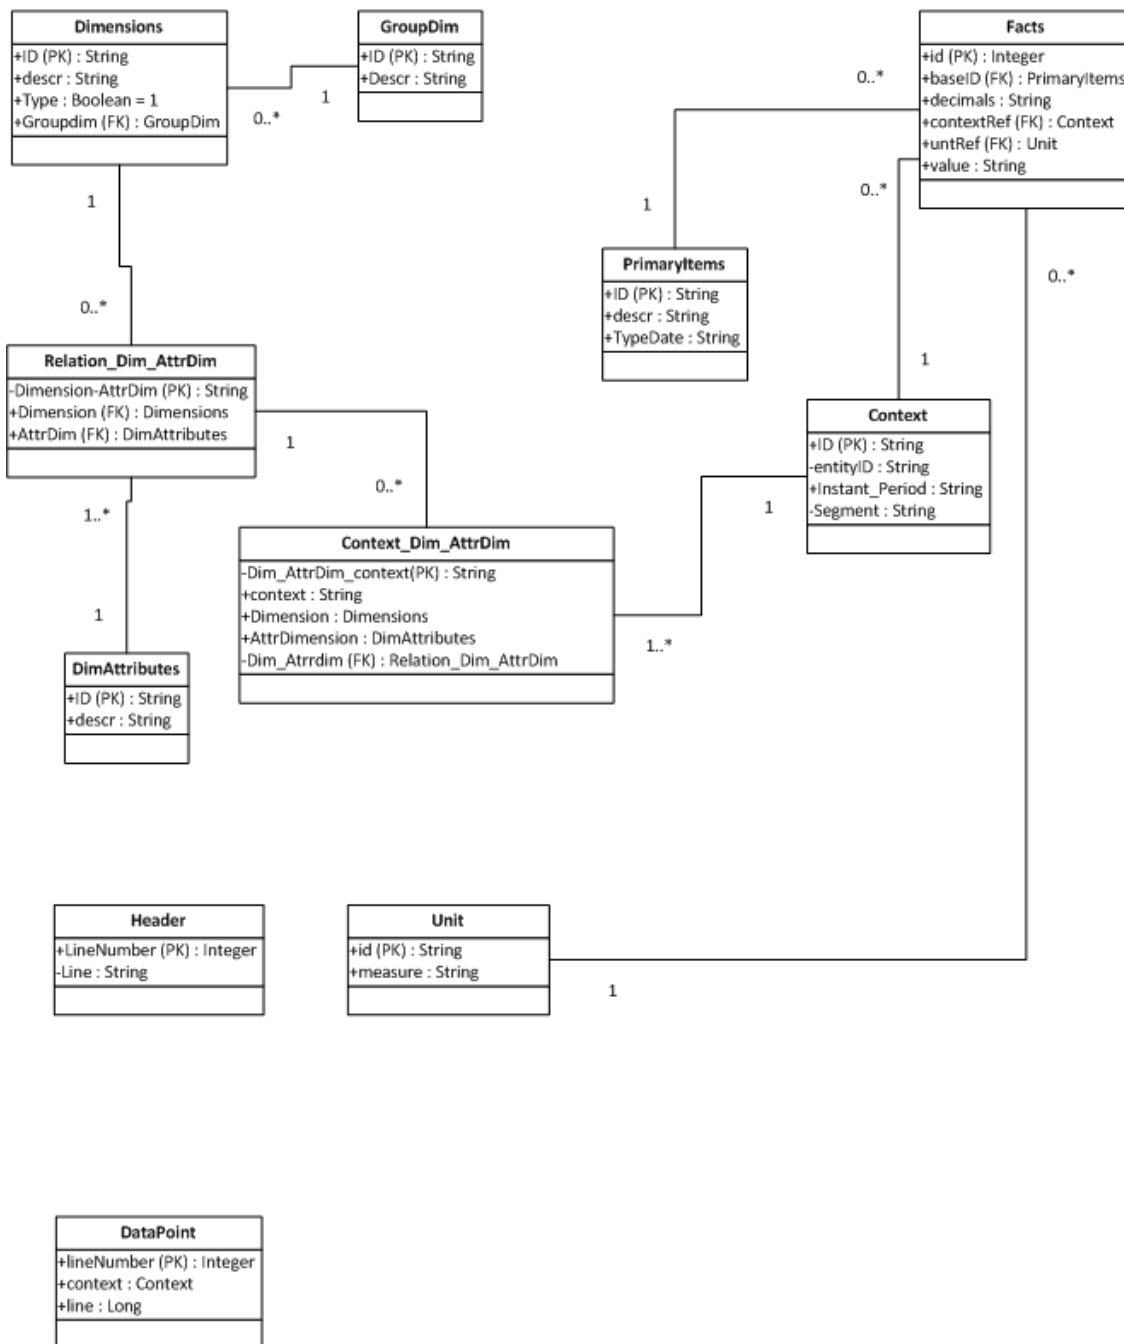 Dimensions
+ID (PK) : String
+descr : String
+Type : Boolean = 1
+Groupdim (FK) : GroupDim
GroupDim
+ID (PK) : String
+Descr : String
1
0..*
Facts
+id (PK) : Integer
+baseID (FK) : PrimaryItems
+decimals : String
+contextRef (FK) : Context
+untRef (FK) : Unit
+value : String
0..*
0..*
0..*
1
1
PrimaryItems
+ID (PK) : String
+descr : String
+TypeDate : String
1
0..*
Relation_Dim_AttrDim
-Dimension-AttrDim (PK) : String
+Dimension (FK) : Dimensions
+AttrDim (FK) : DimAttributes
1
0..*
1..*
1
Context
+ID (PK) : String
-entityID : String
+Instant_Period : String
-Segment : String
1
Context_Dim_AttrDim
-Dim_AttrDim_context(PK) : String
+context : String
+Dimension : Dimensions
+AttrDimension : DimAttributes
-Dim_Atrrdim (FK) : Relation_Dim_AttrDim
1..*
DimAttributes
+ID (PK) : String
+descr : String
Header
+LineNumber (PK) : Integer
-Line : String
Unit
+id (PK) : String
+measure : String
1
DataPoint
+lineNumber (PK) : Integer
+context : Context
+line : Long